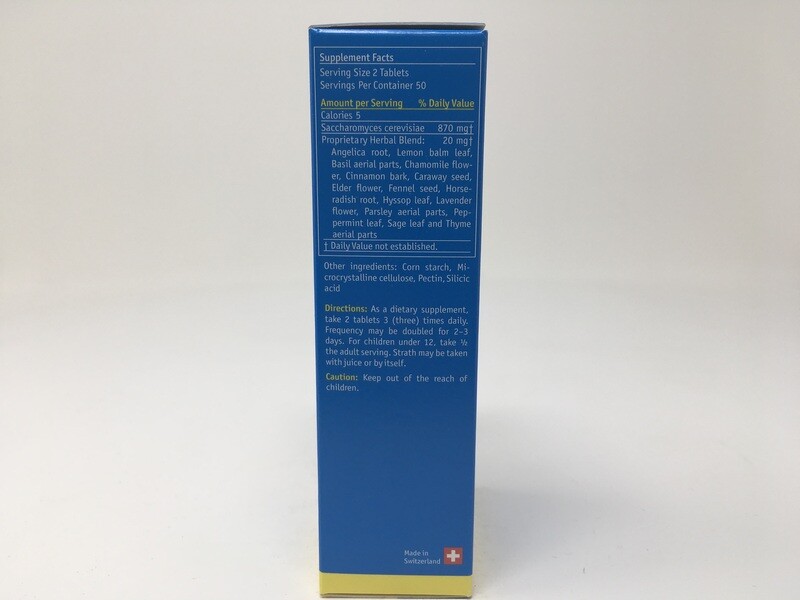 Supplement Facts
Serving Size 2 Tablets
Servings Per Container 50
Amount per Serving % Daily Value
Calories 5
Saccharomyces cerevisiae 870 mg†
Proprietary Herbal Blend: 20 mg†
Angelica root, Lemon balm leaf,
Basil aerial parts, Chamomile flow-
er, Cinnamon bark, Caraway seed,
Elder flower, Fennel seed, Horse-
radish root, Hyssop leaf, Lavender
flower, Parsley aerial parts, Pep-
permint leaf, Sage leaf and Thyme
aerial parts
† Daily Value not established.
Other ingredients: Corn starch, Mi-
crocrystalline cellulose, Pectin, Silicic
acid
Directions: As a dietary supplement,
take 2 tablets 3 (three) times daily.
Frequency may be doubled for 2–3
days. For children under 12, take ½
the adult serving. Strath may be taken
with juice or by itself.
Caution: Keep out of the reach of
children.
Made in
Switzerland